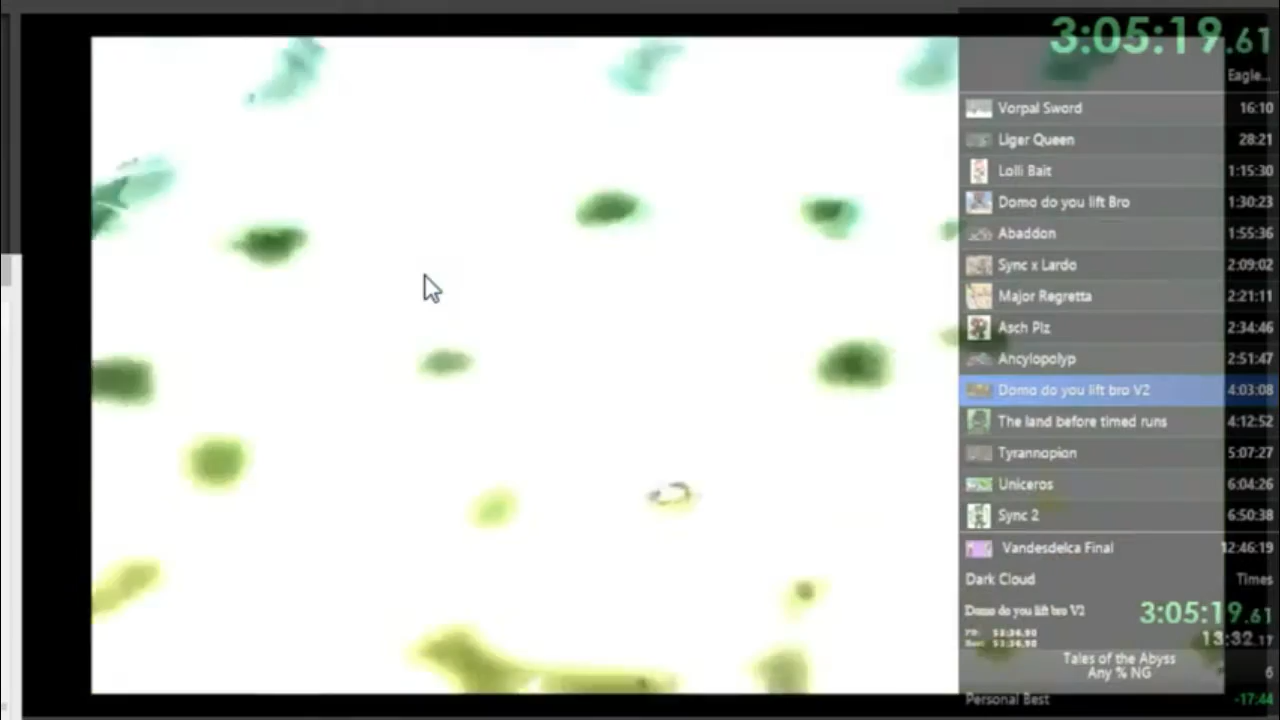 3:05:19.61
Eagle...
Vorpal Sword 16:10
Liger Queen 28:21
Lolli Bait 1:15:30
Domo do you lift Bro 1:30:23
Abaddon 1:55:36
Sync x Lardo 2:09:02
Major Regretta 2:21:11
Asch Plz 2:34:46
Ancylopolyp 2:51:47
Domo do you lift bro V2 4:03:08
The land before timed runs 4:12:52
Tyrannopion 5:07:27
Uniceros 6:04:26
Sync 2 6:50:38
Vandesdelca Final 12:46:19
Dark Cloud Times
Domo do you lift bro V2 3:05:19.61
13:32.17
Tales of the Abyss
Any % NG 6
Personal Best -17:44